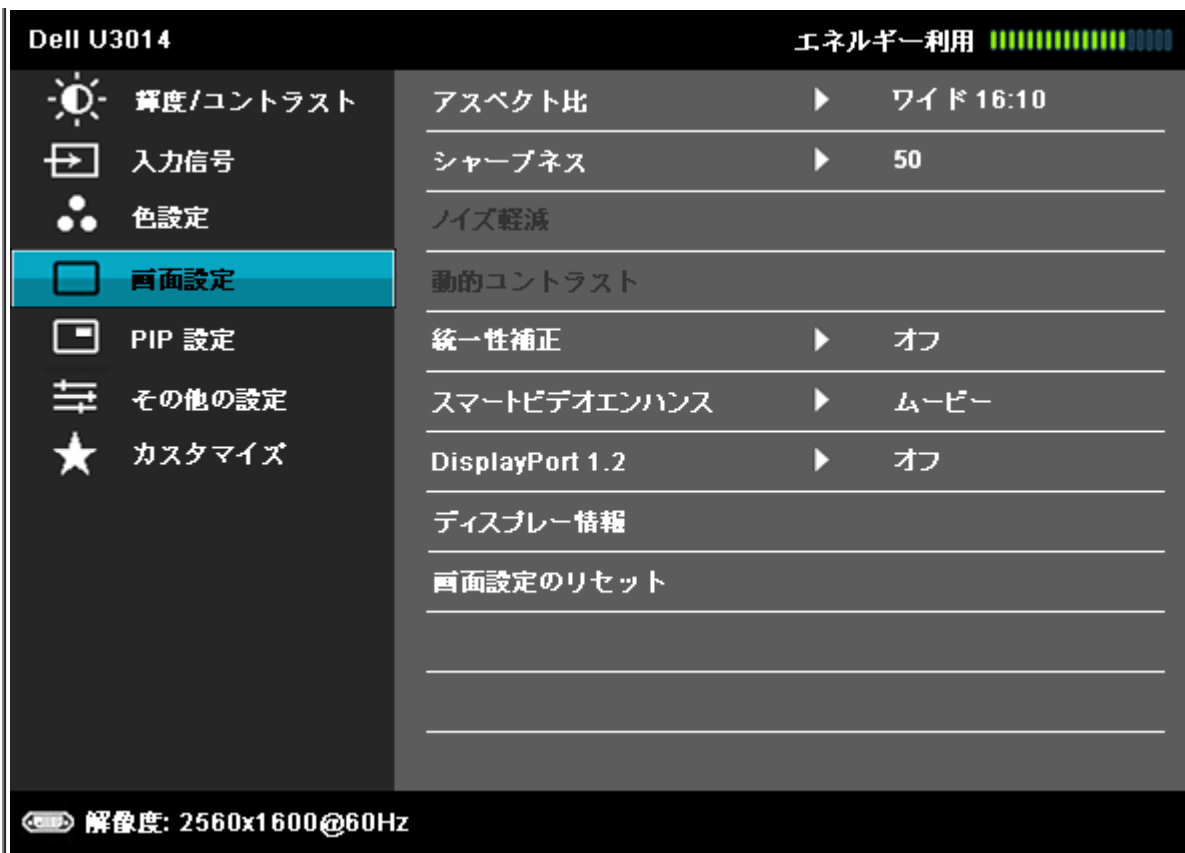 Dell U3014 エネルギー利用
輝度/コントラスト
入力信号
色設定
画面設定
PIP 設定
その他の設定
カスタマイズ
アスペクト比 ワイド 16:10
シャープネス 50
ノイズ軽減
動的コントラスト
統一性補正 オフ
スマートビデオエンハンス ムービー
DisplayPort 1.2 オフ
ディスプレー情報
画面設定のリセット
解像度: 2560x1600@60Hz